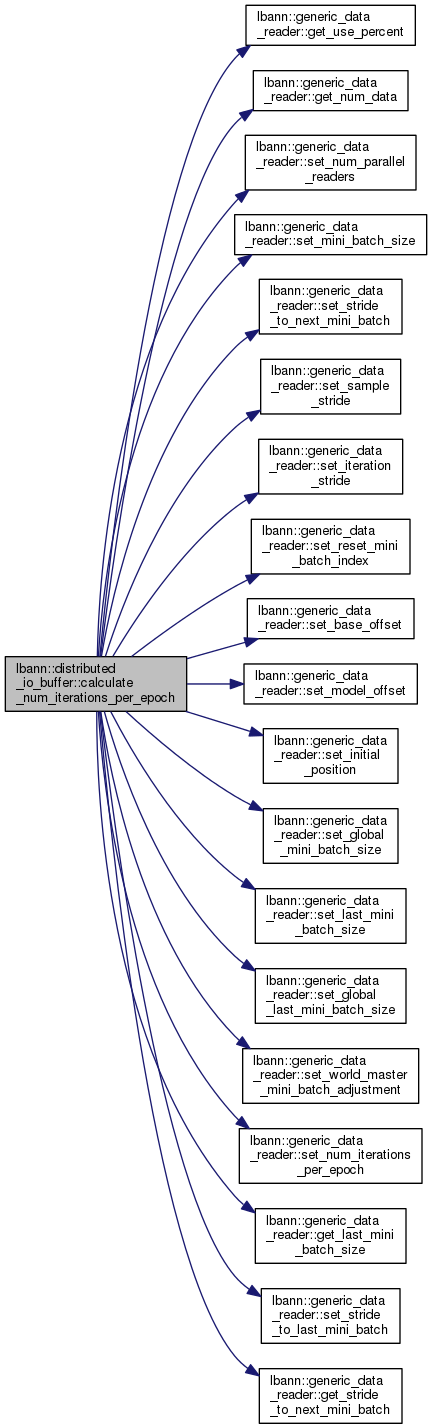 lbann::generic_data
_reader::get_use_percent
lbann::generic_data
_reader::get_num_data
lbann::generic_data
_reader::set_num_parallel
_readers
lbann::generic_data
_reader::set_mini_batch_size
lbann::generic_data
_reader::set_stride
_to_next_mini_batch
lbann::generic_data
_reader::set_sample
_stride
lbann::generic_data
_reader::set_iteration
_stride
lbann::generic_data
_reader::set_reset_mini
_batch_index
lbann::generic_data
_reader::set_base_offset
lbann::distributed
_io_buffer::calculate
_num_iterations_per_epoch
lbann::generic_data
_reader::set_model_offset
lbann::generic_data
_reader::set_initial
_position
lbann::generic_data
_reader::set_global
_mini_batch_size
lbann::generic_data
_reader::set_last_mini
_batch_size
lbann::generic_data
_reader::set_global
_last_mini_batch_size
lbann::generic_data
_reader::set_world_master
_mini_batch_adjustment
lbann::generic_data
_reader::set_num_iterations
_per_epoch
lbann::generic_data
_reader::get_last_mini
_batch_size
lbann::generic_data
_reader::set_stride
_to_last_mini_batch
lbann::generic_data
_reader::get_stride
_to_next_mini_batch